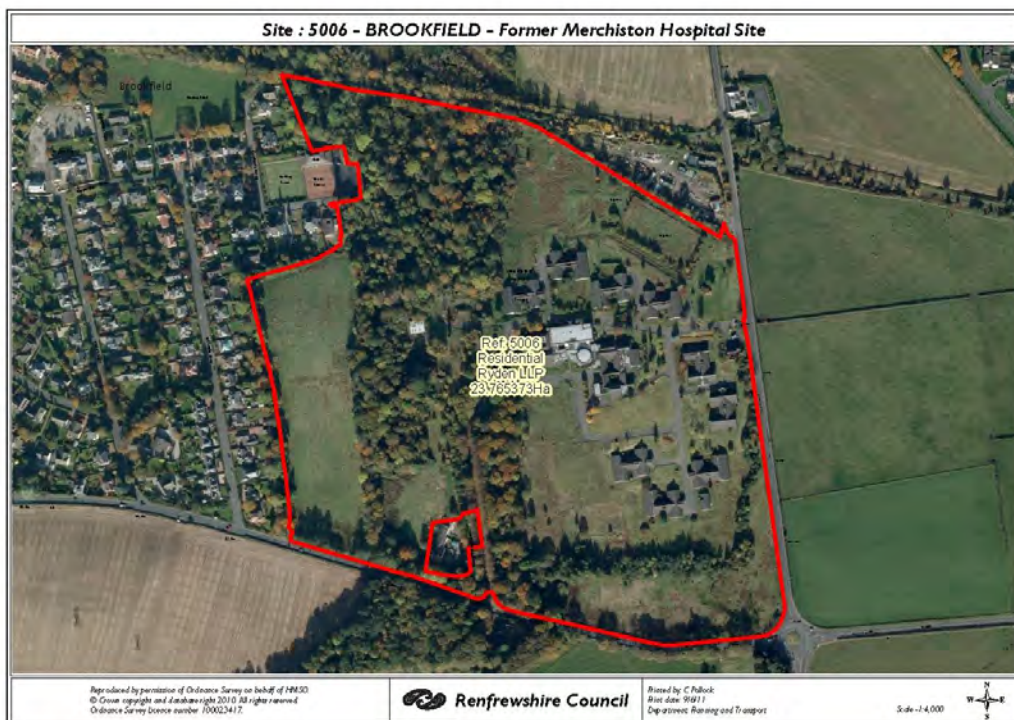 Site : 5006 - BROOKFIELD - Former Merchiston Hospital Site
Brookfield
Ref: 5006
Residential
Ryden LLP
23.765373Ha
Reproduced by permission of Ordnance Survey on behalf of HMSO.
© Crown copyright and database right 2010. All rights reserved.
Ordnance Survey Licence number 100023417.
Renfrewshire Council
Printed by: C Pollock
Print date: 9/6/11
Department: Planning and Transport
Scale -1:4,000
N
W
E
S